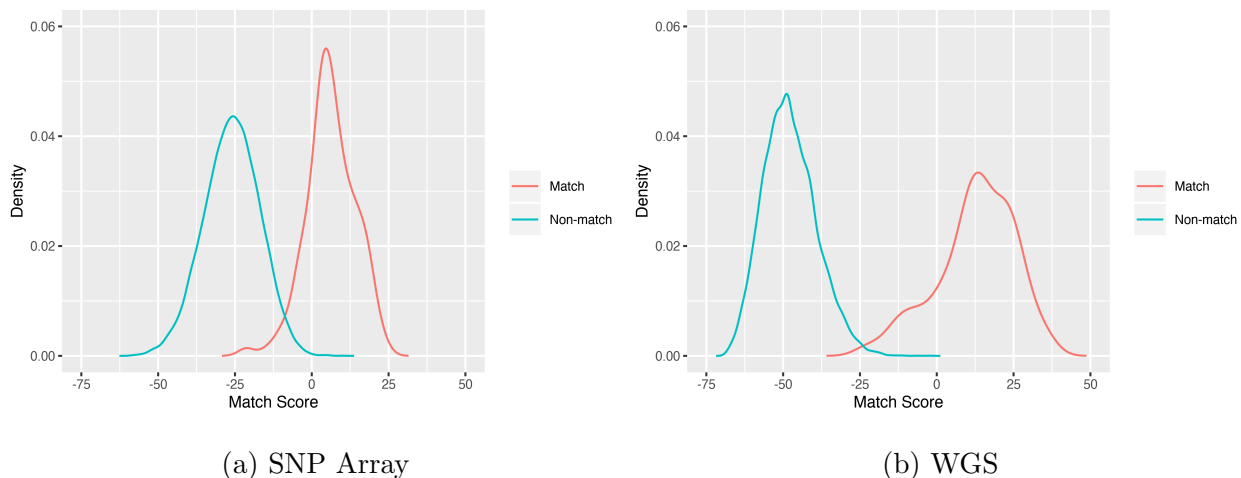 0.06
0.04
0.02
0.00
Density
-75 -50 -25 0 25 50
Match Score
Match
Non-match
(a) SNP Array
0.06
0.04
0.02
0.00
Density
-75 -50 -25 0 25 50
Match Score
Match
Non-match
(b) WGS